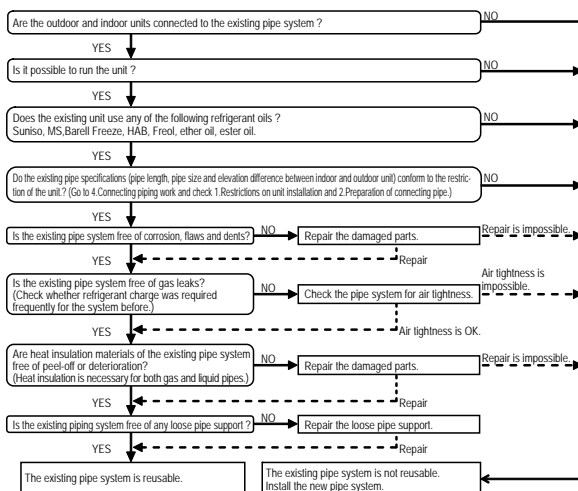 Are the outdoor and indoor units connected to the existing pipe system ?
NO
YES
Is it possible to run the unit ?
NO
YES
Does the existing unit use any of the following refrigerant oils ?
Suniso, MS,Barell Freeze, HAB, Freol, ether oil, ester oil.
NO
YES
Do the existing pipe specifications (pipe length, pipe size and elevation difference between indoor and outdoor unit) conform to the restric-
tion of the unit.? (Go to 4.Connecting piping work and check 1.Restrictions on unit installation and 2.Preparation of connecting pipe.)
NO
YES
Is the existing pipe system free of corrosion, flaws and dents?
NO
Repair the damaged parts.
Repair is impossible.
YES
Repair
Is the existing pipe system free of gas leaks?
(Check whether refrigerant charge was required
frequently for the system before.)
NO
Check the pipe system for air tightness.
Air tightness is
impossible.
YES
Air tightness is OK.
Are heat insulation materials of the existing pipe system
free of peel-off or deterioration?
(Heat insulation is necessary for both gas and liquid pipes.)
NO
Repair the damaged parts.
Repair is impossible.
YES
Repair
Is the existing piping system free of any loose pipe support ?
NO
Repair the loose pipe support.
YES
Repair
The existing pipe system is reusable.
The existing pipe system is not reusable.
Install the new pipe system.